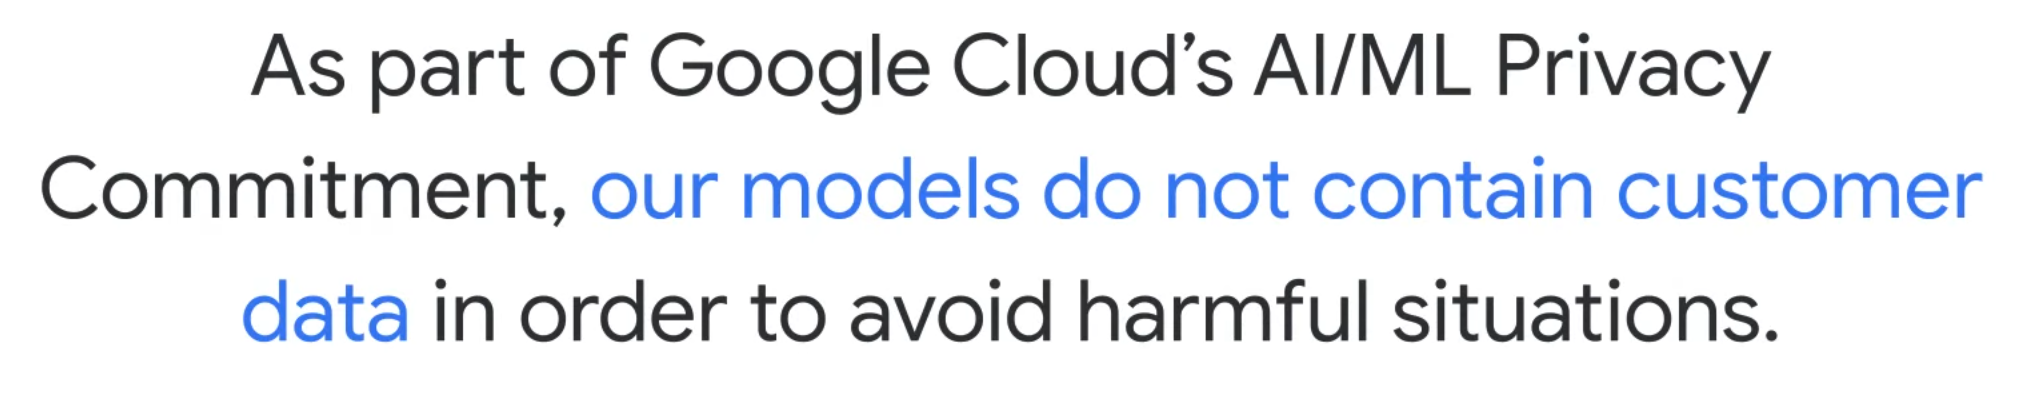 As part of Google Cloud’s AI/ML Privacy
Commitment, our models do not contain customer
data in order to avoid harmful situations.